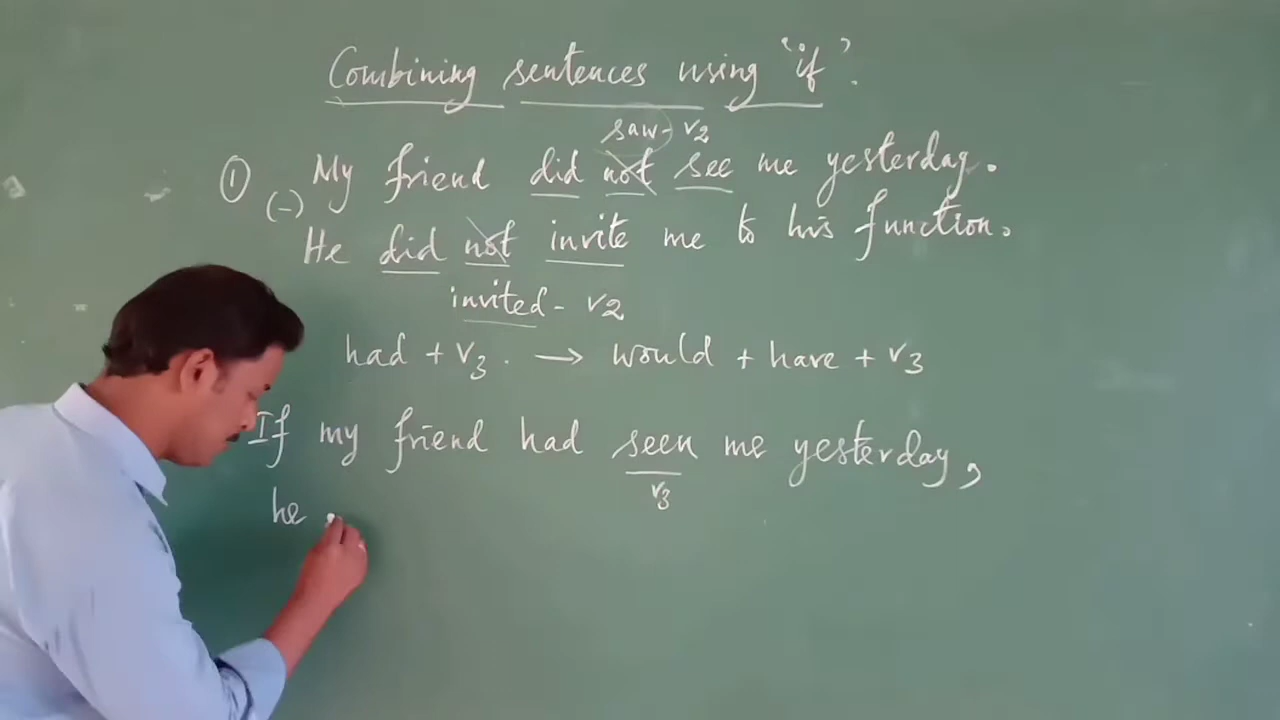 Combining sentences using 'if'.
saw - v2
① My friend did not see me yesterday.
(-)
He did not invite me to his function.
invited - v2
had + v3. → would + have + v3
If my friend had seen me yesterday,
v3
he